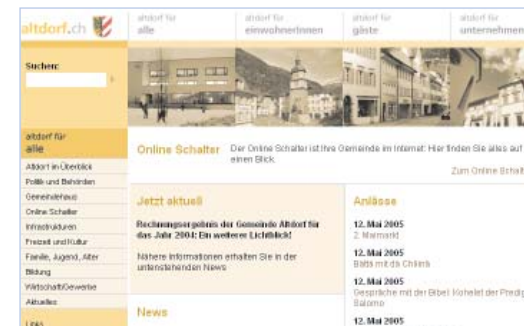 altdorf.ch
altdorf für
alle
altdorf für
einwohnerInnen
altdorf für
gäste
altdorf für
unternehmen
Suchen:
altdorf für
alle
Altdorf im Überblick
Politik und Behörden
Gemeindehaus
Online Schalter
Infrastrukturen
Freizeit und Kultur
Familie, Jugend, Alter
Bildung
Wirtschaft/Gewerbe
Aktuelles
Links
Online Schalter
Der Online Schalter ist Ihre Gemeinde im Internet: Hier finden Sie alles auf
einen Blick.
Zum Online Schalt
Jetzt aktuell
Rechnungsergebnis der Gemeinde Altdorf für
das Jahr 2004: Ein weiterer Lichtblick!
Nähere Informationen erhalten Sie in der
untenstehenden News
News
Anlässe
12. Mai 2005
2. Maimarkt
12. Mai 2005
mit dä
12. Mai 2005
Gespräche mit der Bibel: Kohelet der Predig
Salomo
12. Mai 2005